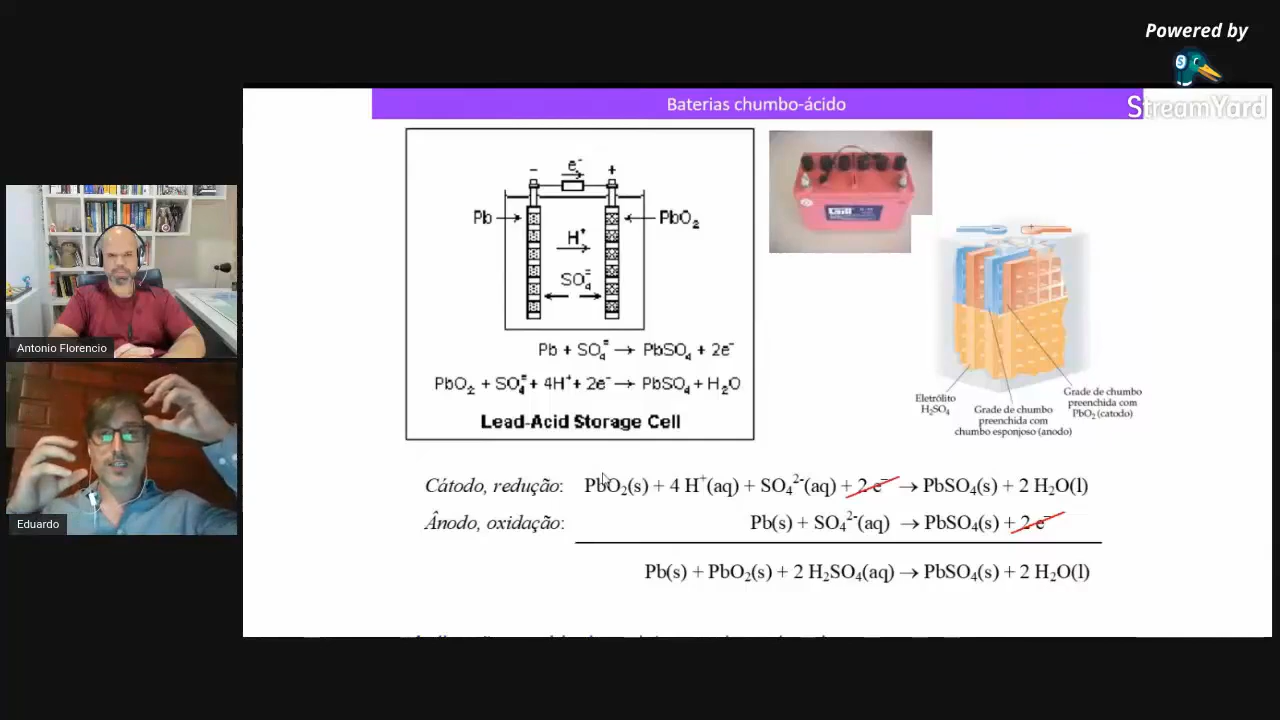 Powered by
StreamYard
Baterias chumbo-ácido
- e⁻ +
Pb PbO₂
H⁺
SO₄⁼
Pb + SO₄⁼ → PbSO₄ + 2e⁻
PbO₂ + SO₄⁼ + 4H⁺ + 2e⁻ → PbSO₄ + H₂O
Lead-Acid Storage Cell
Eletrólito
H₂SO₄
Grade de chumbo
preenchida com
chumbo esponjoso (anodo)
Grade de chumbo
preenchida com
PbO₂ (catodo)
Antonio Florencio
Eduardo
Cátodo, redução: PbO₂(s) + 4 H⁺(aq) + SO₄²⁻(aq) + 2 e⁻ → PbSO₄(s) + 2 H₂O(l)
Ânodo, oxidação: Pb(s) + SO₄²⁻(aq) → PbSO₄(s) + 2 e⁻
Pb(s) + PbO₂(s) + 2 H₂SO₄(aq) → PbSO₄(s) + 2 H₂O(l)